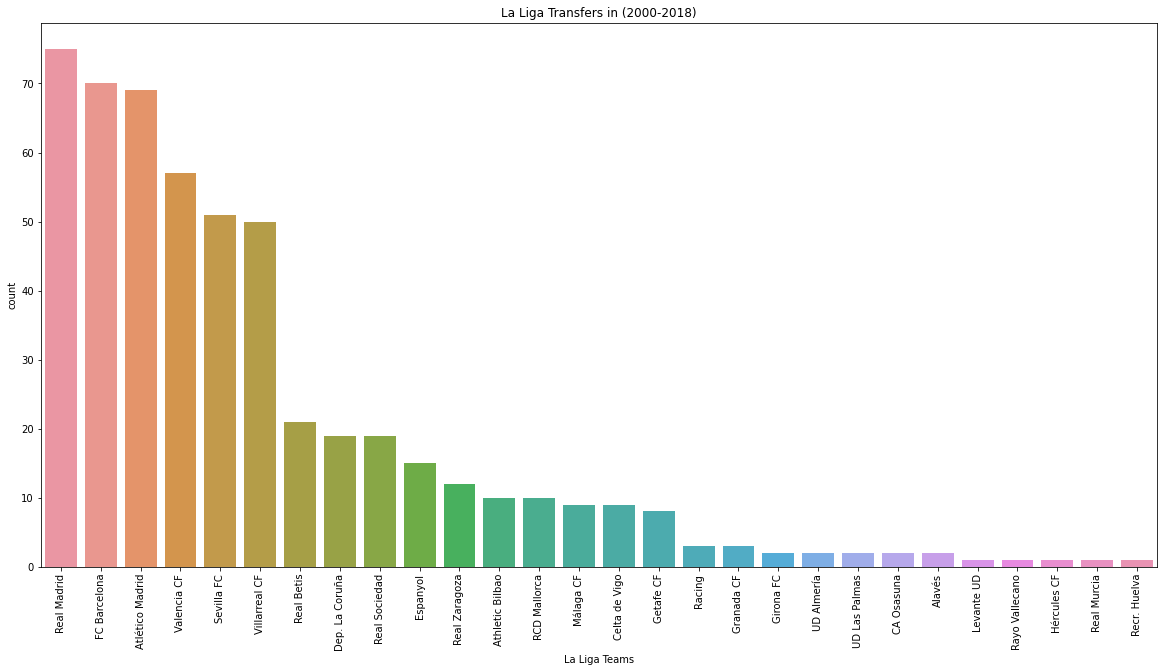 La Liga Transfers in (2000-2018)
70
60
50
40
30
20
10
0
count
Real Madrid
FC Barcelona
Atlético Madrid
Valencia CF
Sevilla FC
Villarreal CF
Real Betis
Dep. La Coruña
Real Sociedad
Espanyol
Real Zaragoza
Athletic Bilbao
RCD Mallorca
Málaga CF
Celta de Vigo
Getafe CF
Racing
Granada CF
Girona FC
UD Almería
UD Las Palmas
CA Osasuna
Alavés
Levante UD
Rayo Vallecano
Hércules CF
Real Murcia
Recr. Huelva
La Liga Teams